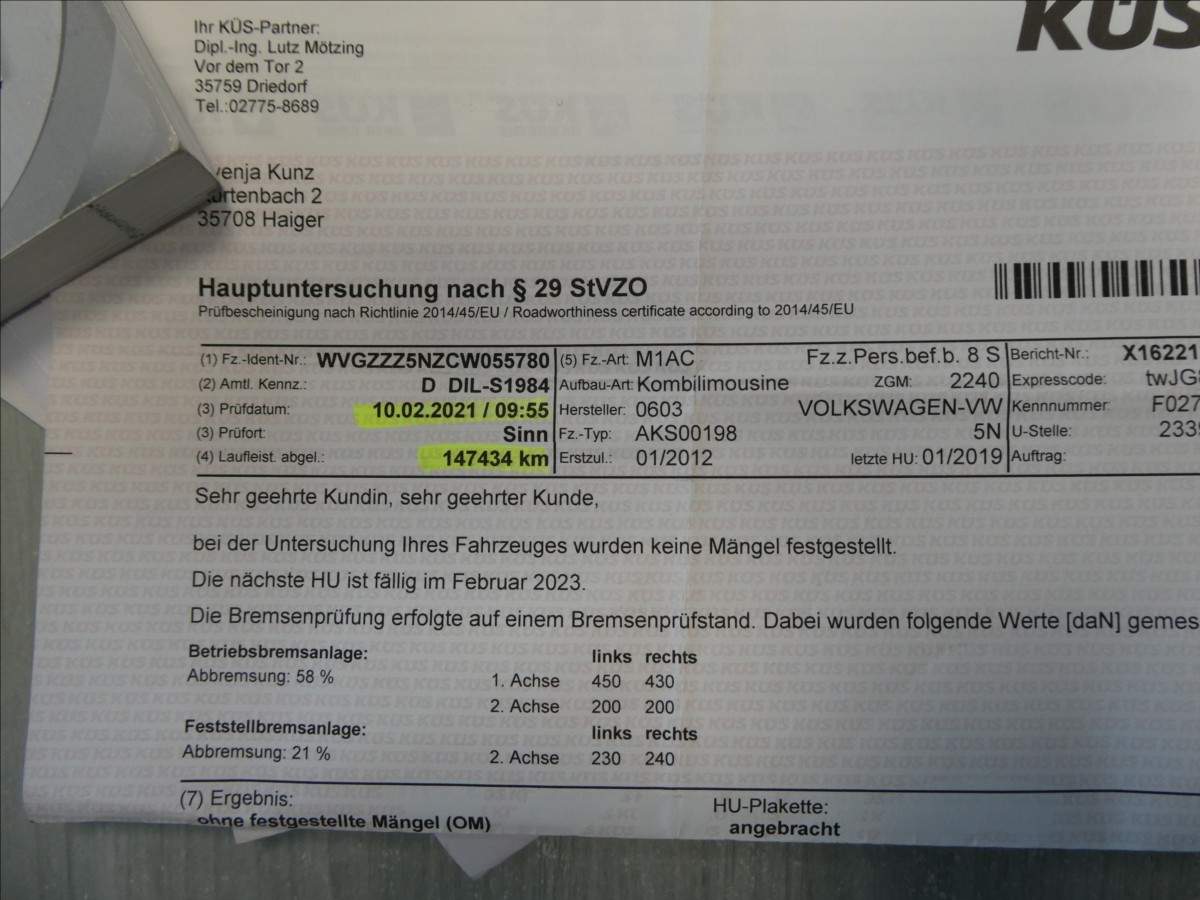 KÜS
Ihr KÜS-Partner:
Dipl.-Ing. Lutz Mötzing
Vor dem Tor 2
35759 Driedorf
Tel.:02775-8689
venja Kunz
rtenbach 2
35708 Haiger
Hauptuntersuchung nach § 29 StVZO
Prüfbescheinigung nach Richtlinie 2014/45/EU / Roadworthiness certificate according to 2014/45/EU
(1) Fz.-Ident-Nr.: WVGZZZ5NZCW055780 (5) Fz.-Art: M1AC Fz.z.Pers.bef.b. 8 S Bericht-Nr.: X16221
(2) Amtl. Kennz.: D DIL-S1984 Aufbau-Art: Kombilimousine ZGM: 2240 Expresscode: twJG
(3) Prüfdatum: 10.02.2021 / 09:55 Hersteller: 0603 VOLKSWAGEN-VW Kennnummer: F027
(3) Prüfort: Sinn Fz.-Typ: AKS00198 5N U-Stelle: 233
(4) Laufleist. abgel.: 147434 km Erstzul.: 01/2012 letzte HU: 01/2019 Auftrag:
Sehr geehrte Kundin, sehr geehrter Kunde,
bei der Untersuchung Ihres Fahrzeuges wurden keine Mängel festgestellt.
Die nächste HU ist fällig im Februar 2023.
Die Bremsenprüfung erfolgte auf einem Bremsenprüfstand. Dabei wurden folgende Werte [daN] gemes
Betriebsbremsanlage: links rechts
Abbremsung: 58 % 1. Achse 450 430
2. Achse 200 200
Feststellbremsanlage: links rechts
Abbremsung: 21 % 2. Achse 230 240
(7) Ergebnis: HU-Plakette:
ohne festgestellte Mängel (OM) angebracht